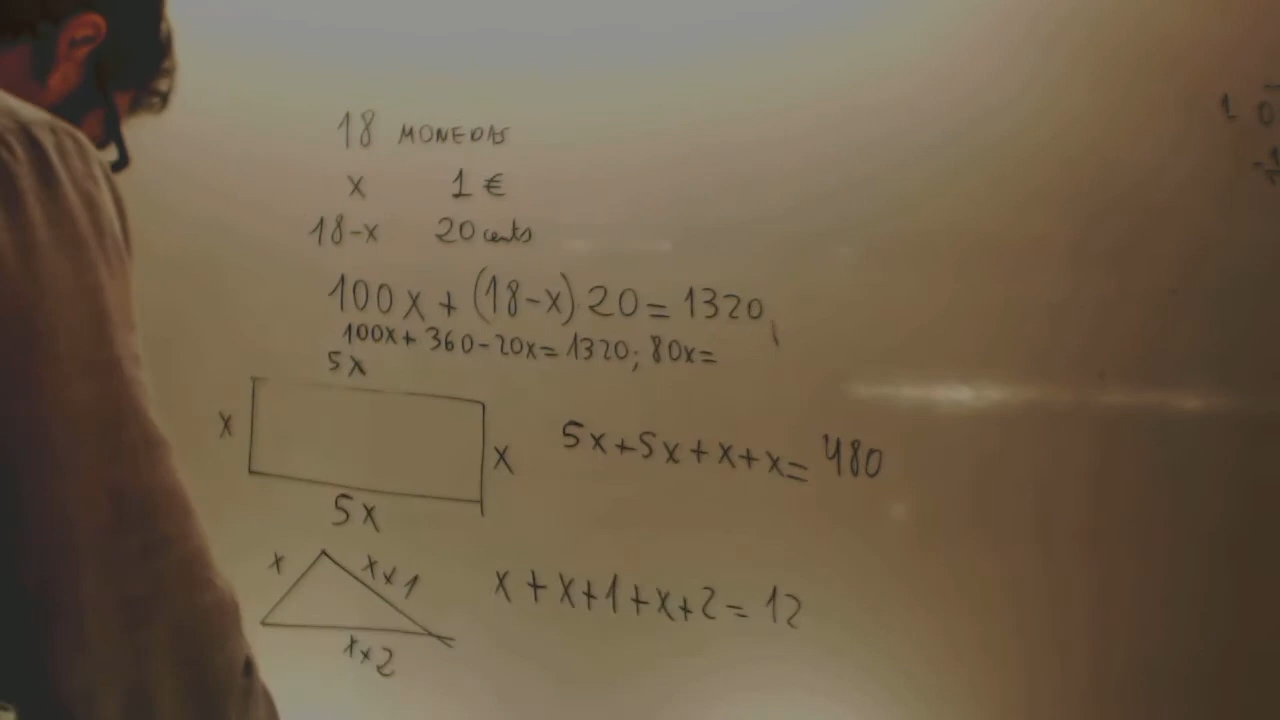 18 MONEDAS
x 1 €
18-x 20 cents
100x + (18-x) 20 = 1320
100x + 360 - 20x = 1320; 80x =
5x
x
x
5x + 5x + x + x = 480
5x
x
x+1
x + x + 1 + x + 2 = 12
x+2